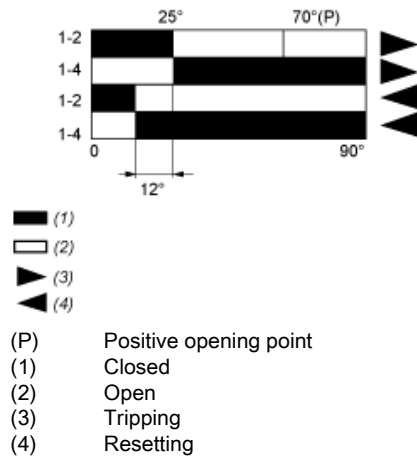 25° 70°(P)
1-2
1-4
1-2
1-4
0 90°
12°
(1)
(2)
(3)
(4)
(P) Positive opening point
(1) Closed
(2) Open
(3) Tripping
(4) Resetting